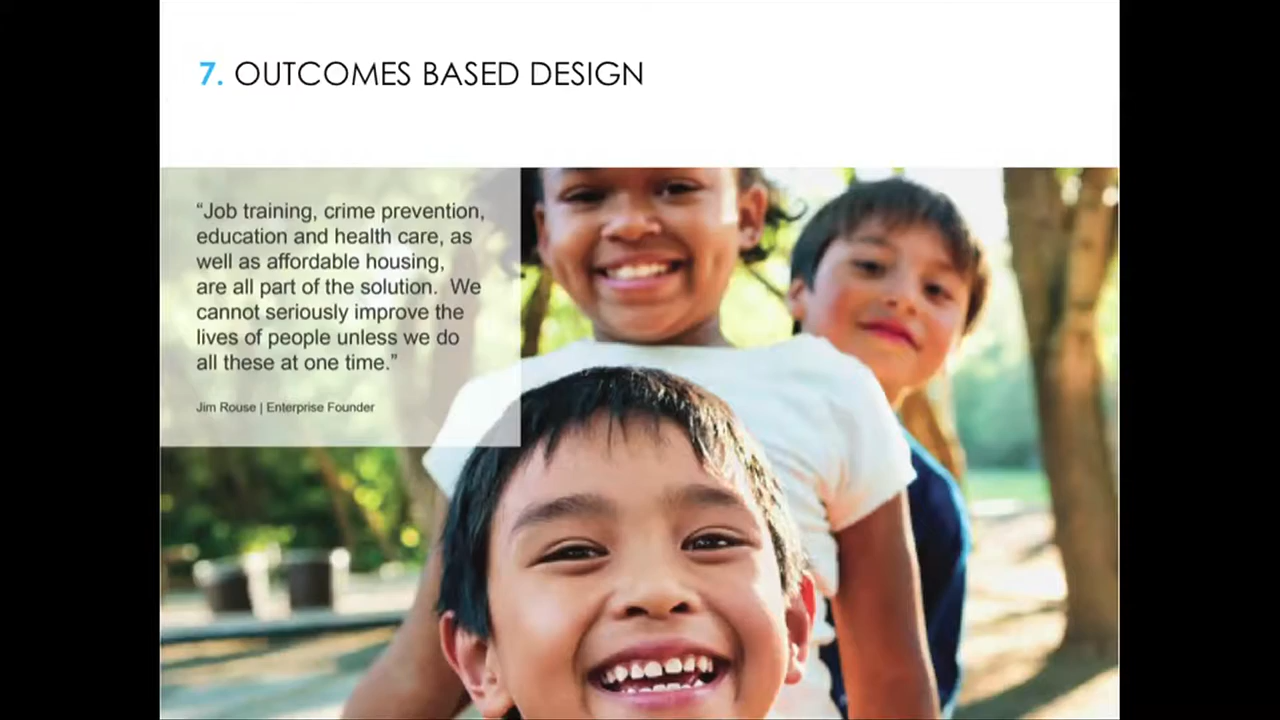 7. OUTCOMES BASED DESIGN
“Job training, crime prevention,
education and health care, as
well as affordable housing,
are all part of the solution.  We
cannot seriously improve the
lives of people unless we do
all these at one time.”
Jim Rouse | Enterprise Founder